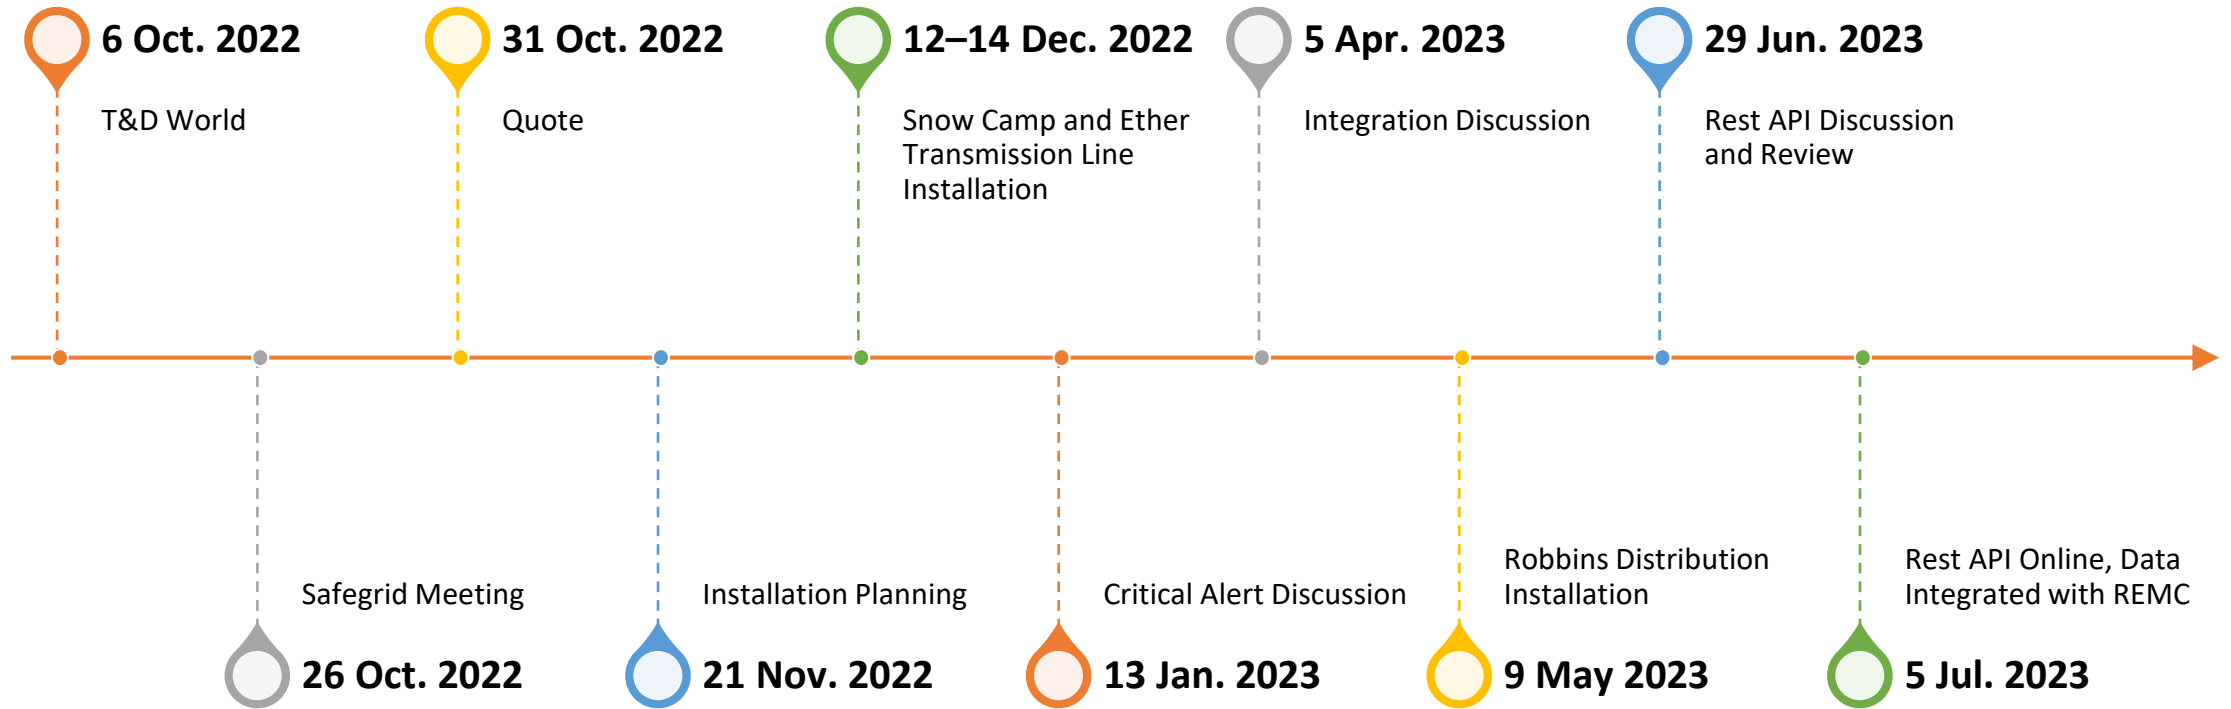 6 Oct. 2022
T&D World
31 Oct. 2022
Quote
12–14 Dec. 2022
Snow Camp and Ether
Transmission Line
Installation
5 Apr. 2023
Integration Discussion
29 Jun. 2023
Rest API Discussion
and Review
Safegrid Meeting
26 Oct. 2022
Installation Planning
21 Nov. 2022
Critical Alert Discussion
13 Jan. 2023
Robbins Distribution
Installation
9 May 2023
Rest API Online, Data
Integrated with REMC
5 Jul. 2023